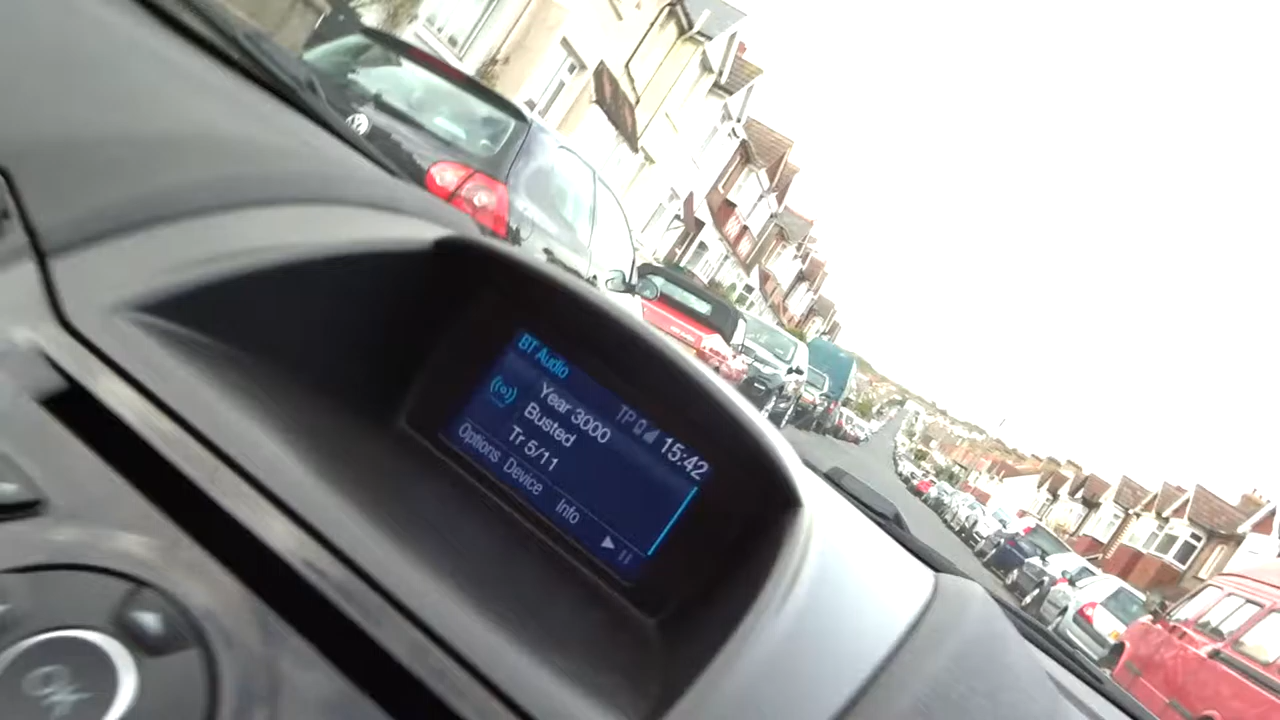 BT Audio
TP 15:42
Year 3000
Busted
Tr 5/11
Options Device Info
OK